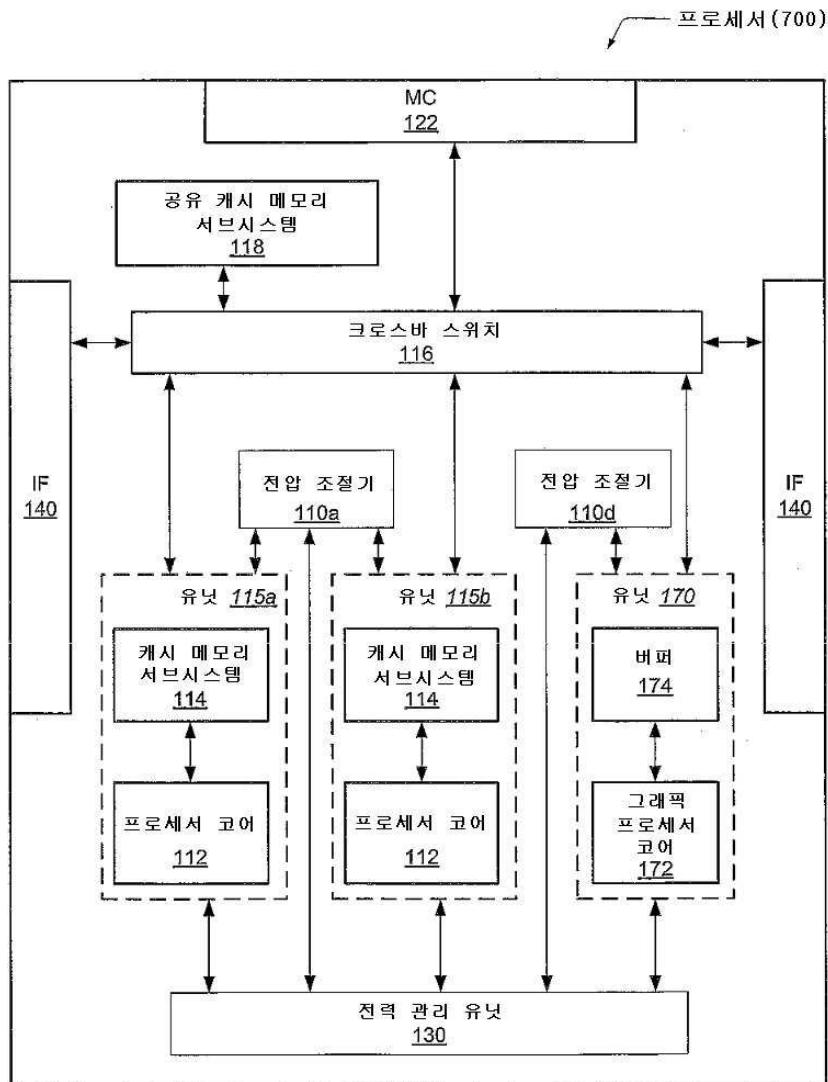 프로세서(700)
MC
122
공유 캐시 메모리
서브시스템
118
크로스바 스위치
116
IF
140
IF
140
전압 조절기
110a
전압 조절기
110d
유닛 115a
유닛 115b
유닛 170
캐시 메모리
서브시스템
114
캐시 메모리
서브시스템
114
버퍼
174
프로세서 코어
112
프로세서 코어
112
그래픽
프로세서
코어
172
전력 관리 유닛
130